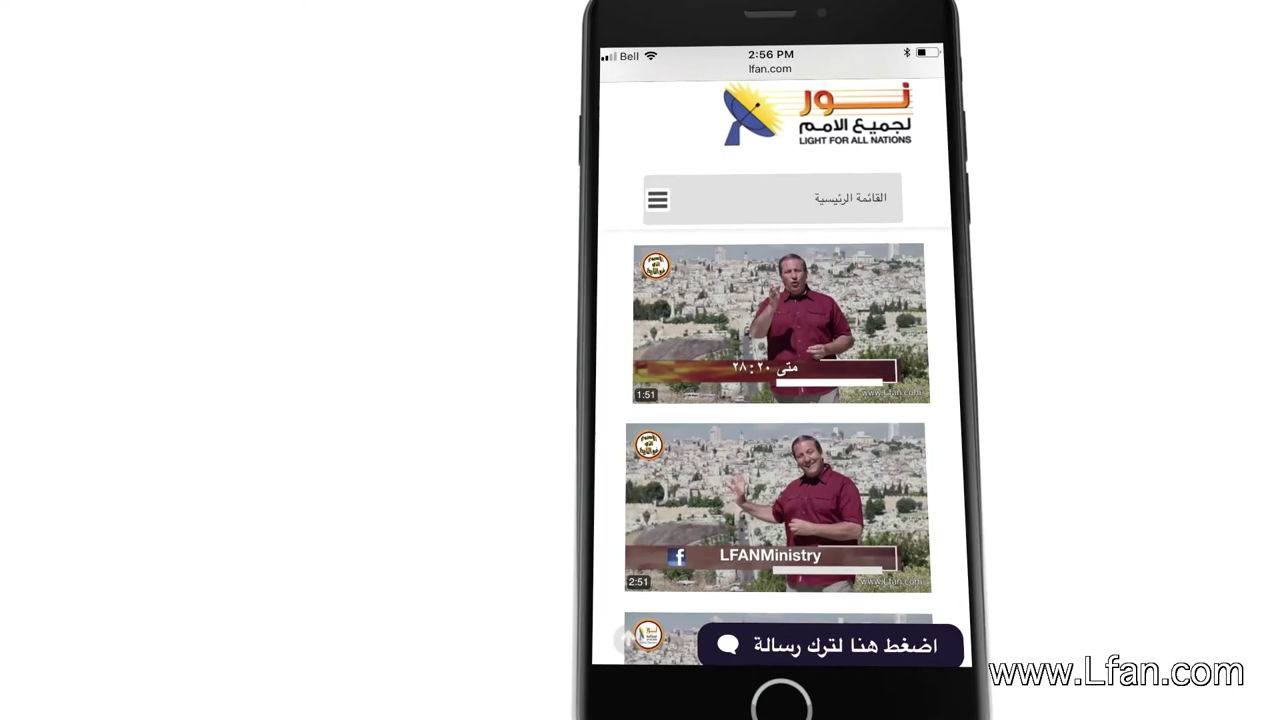 Bell
2:56 PM
lfan.com
نور
لجميع الامم
LIGHT FOR ALL NATIONS
القائمة الرئيسية
متى ٢٠ : ٢٨
www.Lfan.com
1:51
LFANMinistry
www.Lfan.com
2:51
اضغط هنا لترك رسالة
www.Lfan.com